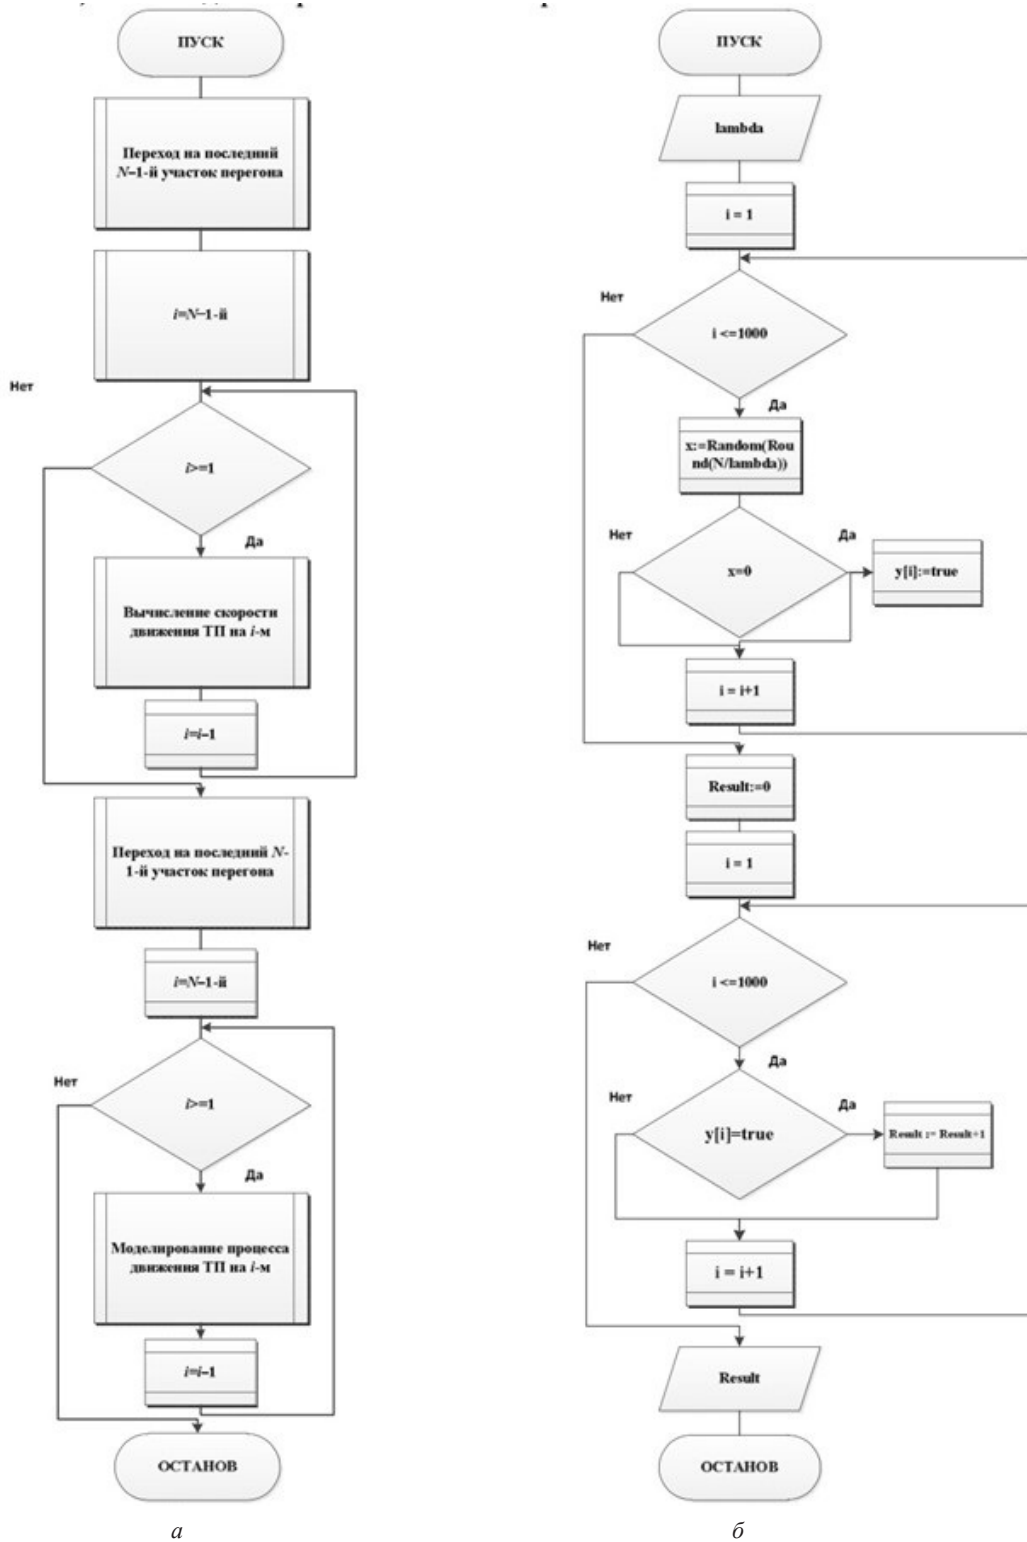 ПУСК
Переход на последний
N–1-й участок перегона
i=N–1-й
Нет
i>=1
Да
Вычисление скорости
движения ТП на i-м
i=i–1
Переход на последний N-
1-й участок перегона
i=N–1-й
Нет
i>=1
Да
Моделирование процесса
движения ТП на i-м
i=i–1
ОСТАНОВ
а
ПУСК
lambda
i = 1
Нет
i <=1000
Да
x:=Random(Rou
nd(N/lambda))
Нет
Да
x=0
y[i]:=true
i = i+1
Result:=0
i = 1
Нет
i <=1000
Да
Нет
Да
y[i]=true
Result := Result+1
i = i+1
Result
ОСТАНОВ
б